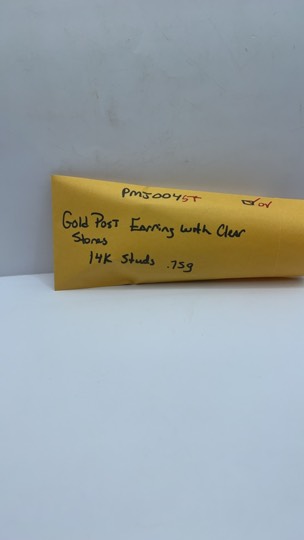 PMJ0045T
Gold Post Earring with Clear
Stones
14K Studs .75g